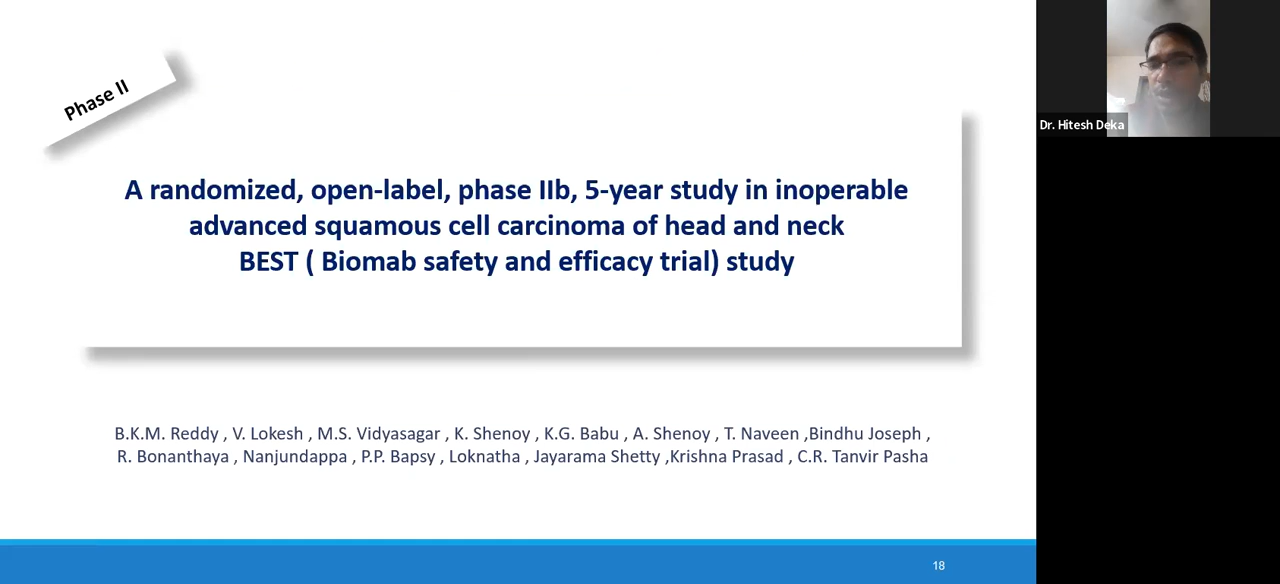 Phase II
A randomized, open-label, phase IIb, 5-year study in inoperable
advanced squamous cell carcinoma of head and neck
BEST ( Biomab safety and efficacy trial) study
B.K.M. Reddy , V. Lokesh , M.S. Vidyasagar , K. Shenoy , K.G. Babu , A. Shenoy , T. Naveen ,Bindhu Joseph ,
R. Bonanthaya , Nanjundappa , P.P. Bapsy , Loknatha , Jayarama Shetty ,Krishna Prasad , C.R. Tanvir Pasha
18
Dr. Hitesh Deka